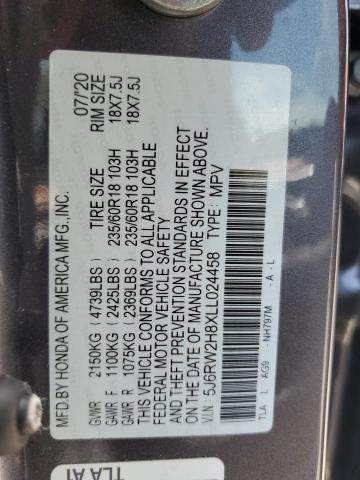 MFD BY HONDA OF AMERICA MFG., INC. 07/'20
GVWR 2150KG (4739LBS) TIRE SIZE RIM SIZE
GAWR F 1100KG (2425LBS) 235/60R18 103H 18X7.5J
GAWR R 1075KG (2369LBS) 235/60R18 103H 18X7.5J
THIS VEHICLE CONFORMS TO ALL APPLICABLE
FEDERAL MOTOR VEHICLE SAFETY
AND THEFT PREVENTION STANDARDS IN EFFECT
ON THE DATE OF MANUFACTURE SHOWN ABOVE.
V.I.N.: 5J6RW2H8XLL024458 TYPE: MPV
TLA L AG9 - NH797M - A - L
TLA A1